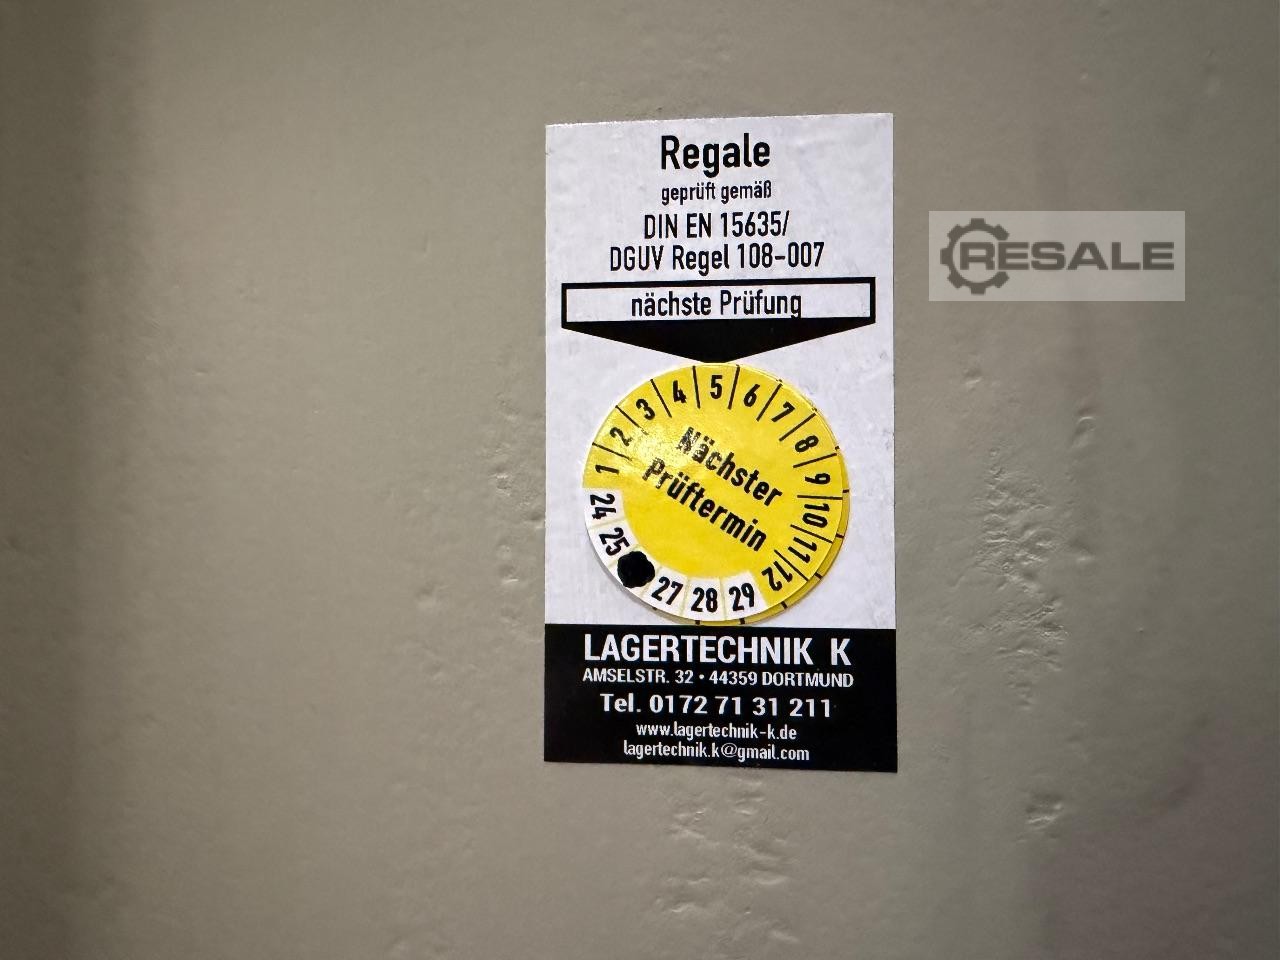 Regale
geprüft gemäß
DIN EN 15635/
DGUV Regel 108-007
nächste Prüfung
1 2 3 4 5 6 7 8 9 10 11 12
Nächster
Prüftermin
24 25 27 28 29
LAGERTECHNIK K
AMSELSTR. 32 • 44359 DORTMUND
Tel. 0172 71 31 211
www.lagertechnik-k.de
lagertechnik.k@gmail.com
RESALE